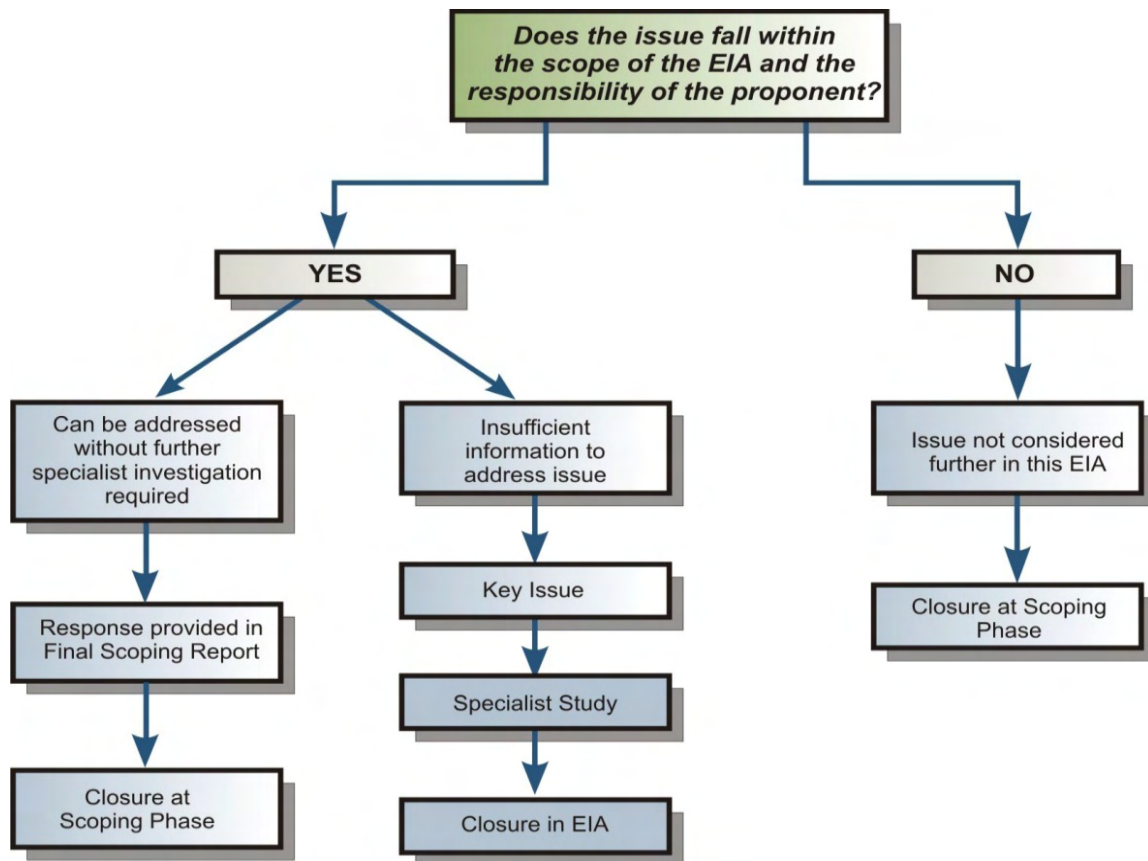 Does the issue fall within
the scope of the EIA and the
responsibility of the proponent?
YES
NO
Can be addressed
without further
specialist investigation
required
Insufficient
information to
address issue
Issue not considered
further in this EIA
Key Issue
Closure at Scoping
Phase
Response provided in
Final Scoping Report
Specialist Study
Closure at
Scoping Phase
Closure in EIA